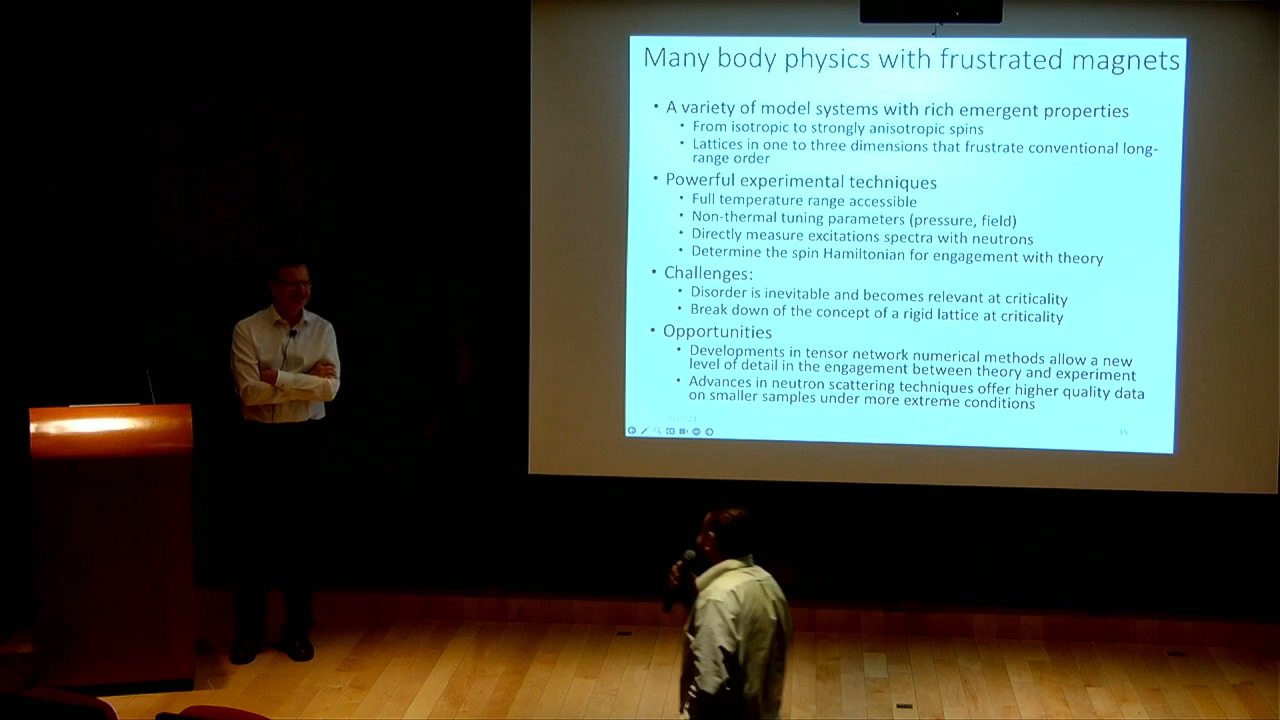 Many body physics with frustrated magnets
• A variety of model systems with rich emergent properties
• From isotropic to strongly anisotropic spins
• Lattices in one to three dimensions that frustrate conventional long-
range order
• Powerful experimental techniques
• Full temperature range accessible
• Non-thermal tuning parameters (pressure, field)
• Directly measure excitations spectra with neutrons
• Determine the spin Hamiltonian for engagement with theory
• Challenges:
• Disorder is inevitable and becomes relevant at criticality
• Break down of the concept of a rigid lattice at criticality
• Opportunities
• Developments in tensor network numerical methods allow a new
level of detail in the engagement between theory and experiment
• Advances in neutron scattering techniques offer higher quality data
on smaller samples under more extreme conditions